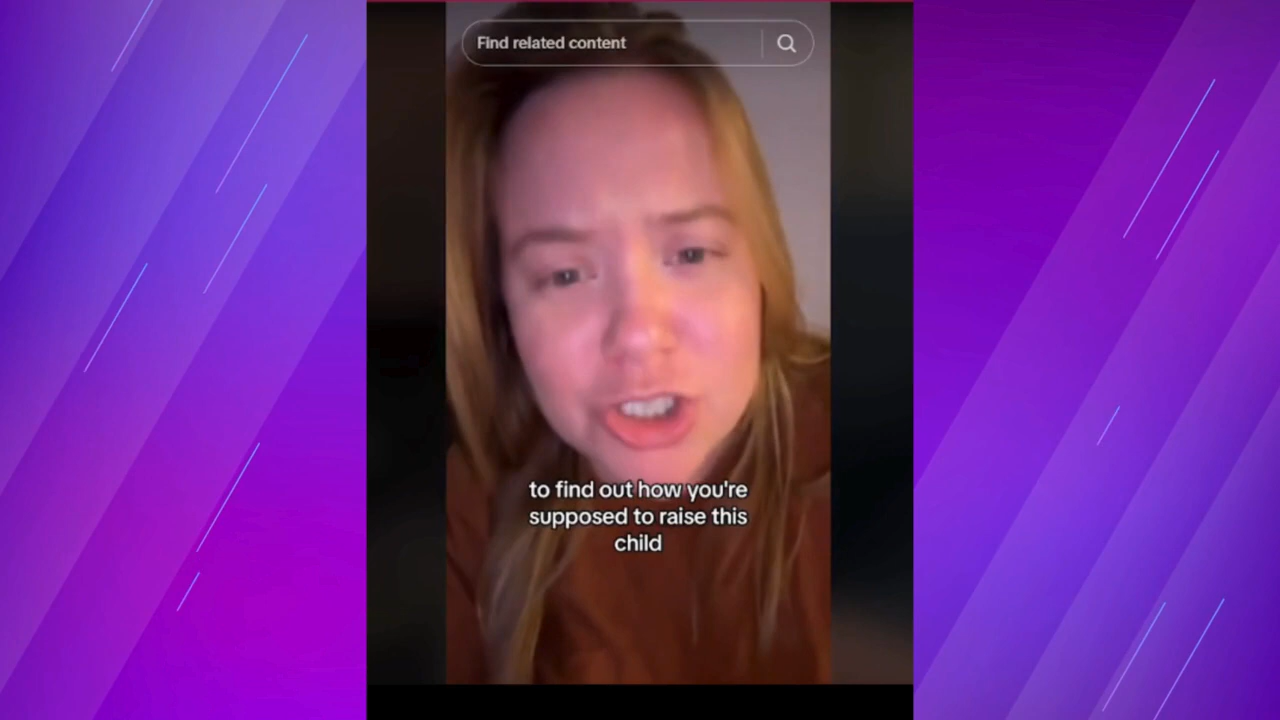 Find related content
to find out how you're
supposed to raise this
child